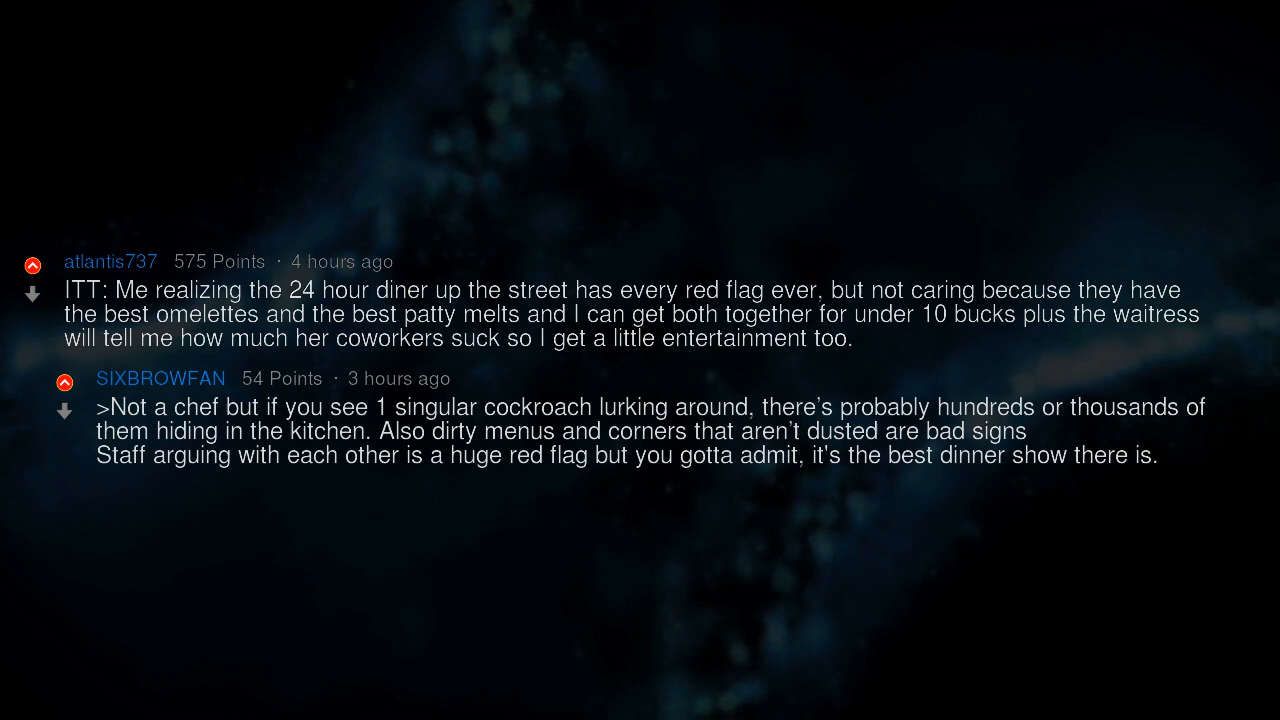 atlantis737 575 Points · 4 hours ago
ITT: Me realizing the 24 hour diner up the street has every red flag ever, but not caring because they have
the best omelettes and the best patty melts and I can get both together for under 10 bucks plus the waitress
will tell me how much her coworkers suck so I get a little entertainment too.
SIXBROWFAN 54 Points · 3 hours ago
>Not a chef but if you see 1 singular cockroach lurking around, there’s probably hundreds or thousands of
them hiding in the kitchen. Also dirty menus and corners that aren’t dusted are bad signs
Staff arguing with each other is a huge red flag but you gotta admit, it's the best dinner show there is.